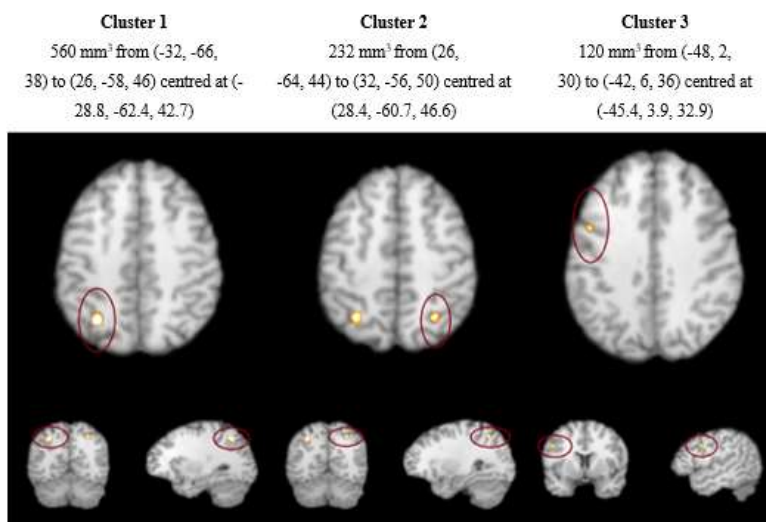 Cluster 1
560 mm³ from (-32, -66,
38) to (26, -58, 46) centred at (-
28.8, -62.4, 42.7)
Cluster 2
232 mm³ from (26,
-64, 44) to (32, -56, 50) centred at
(28.4, -60.7, 46.6)
Cluster 3
120 mm³ from (-48, 2,
30) to (-42, 6, 36) centred at
(-45.4, 3.9, 32.9)